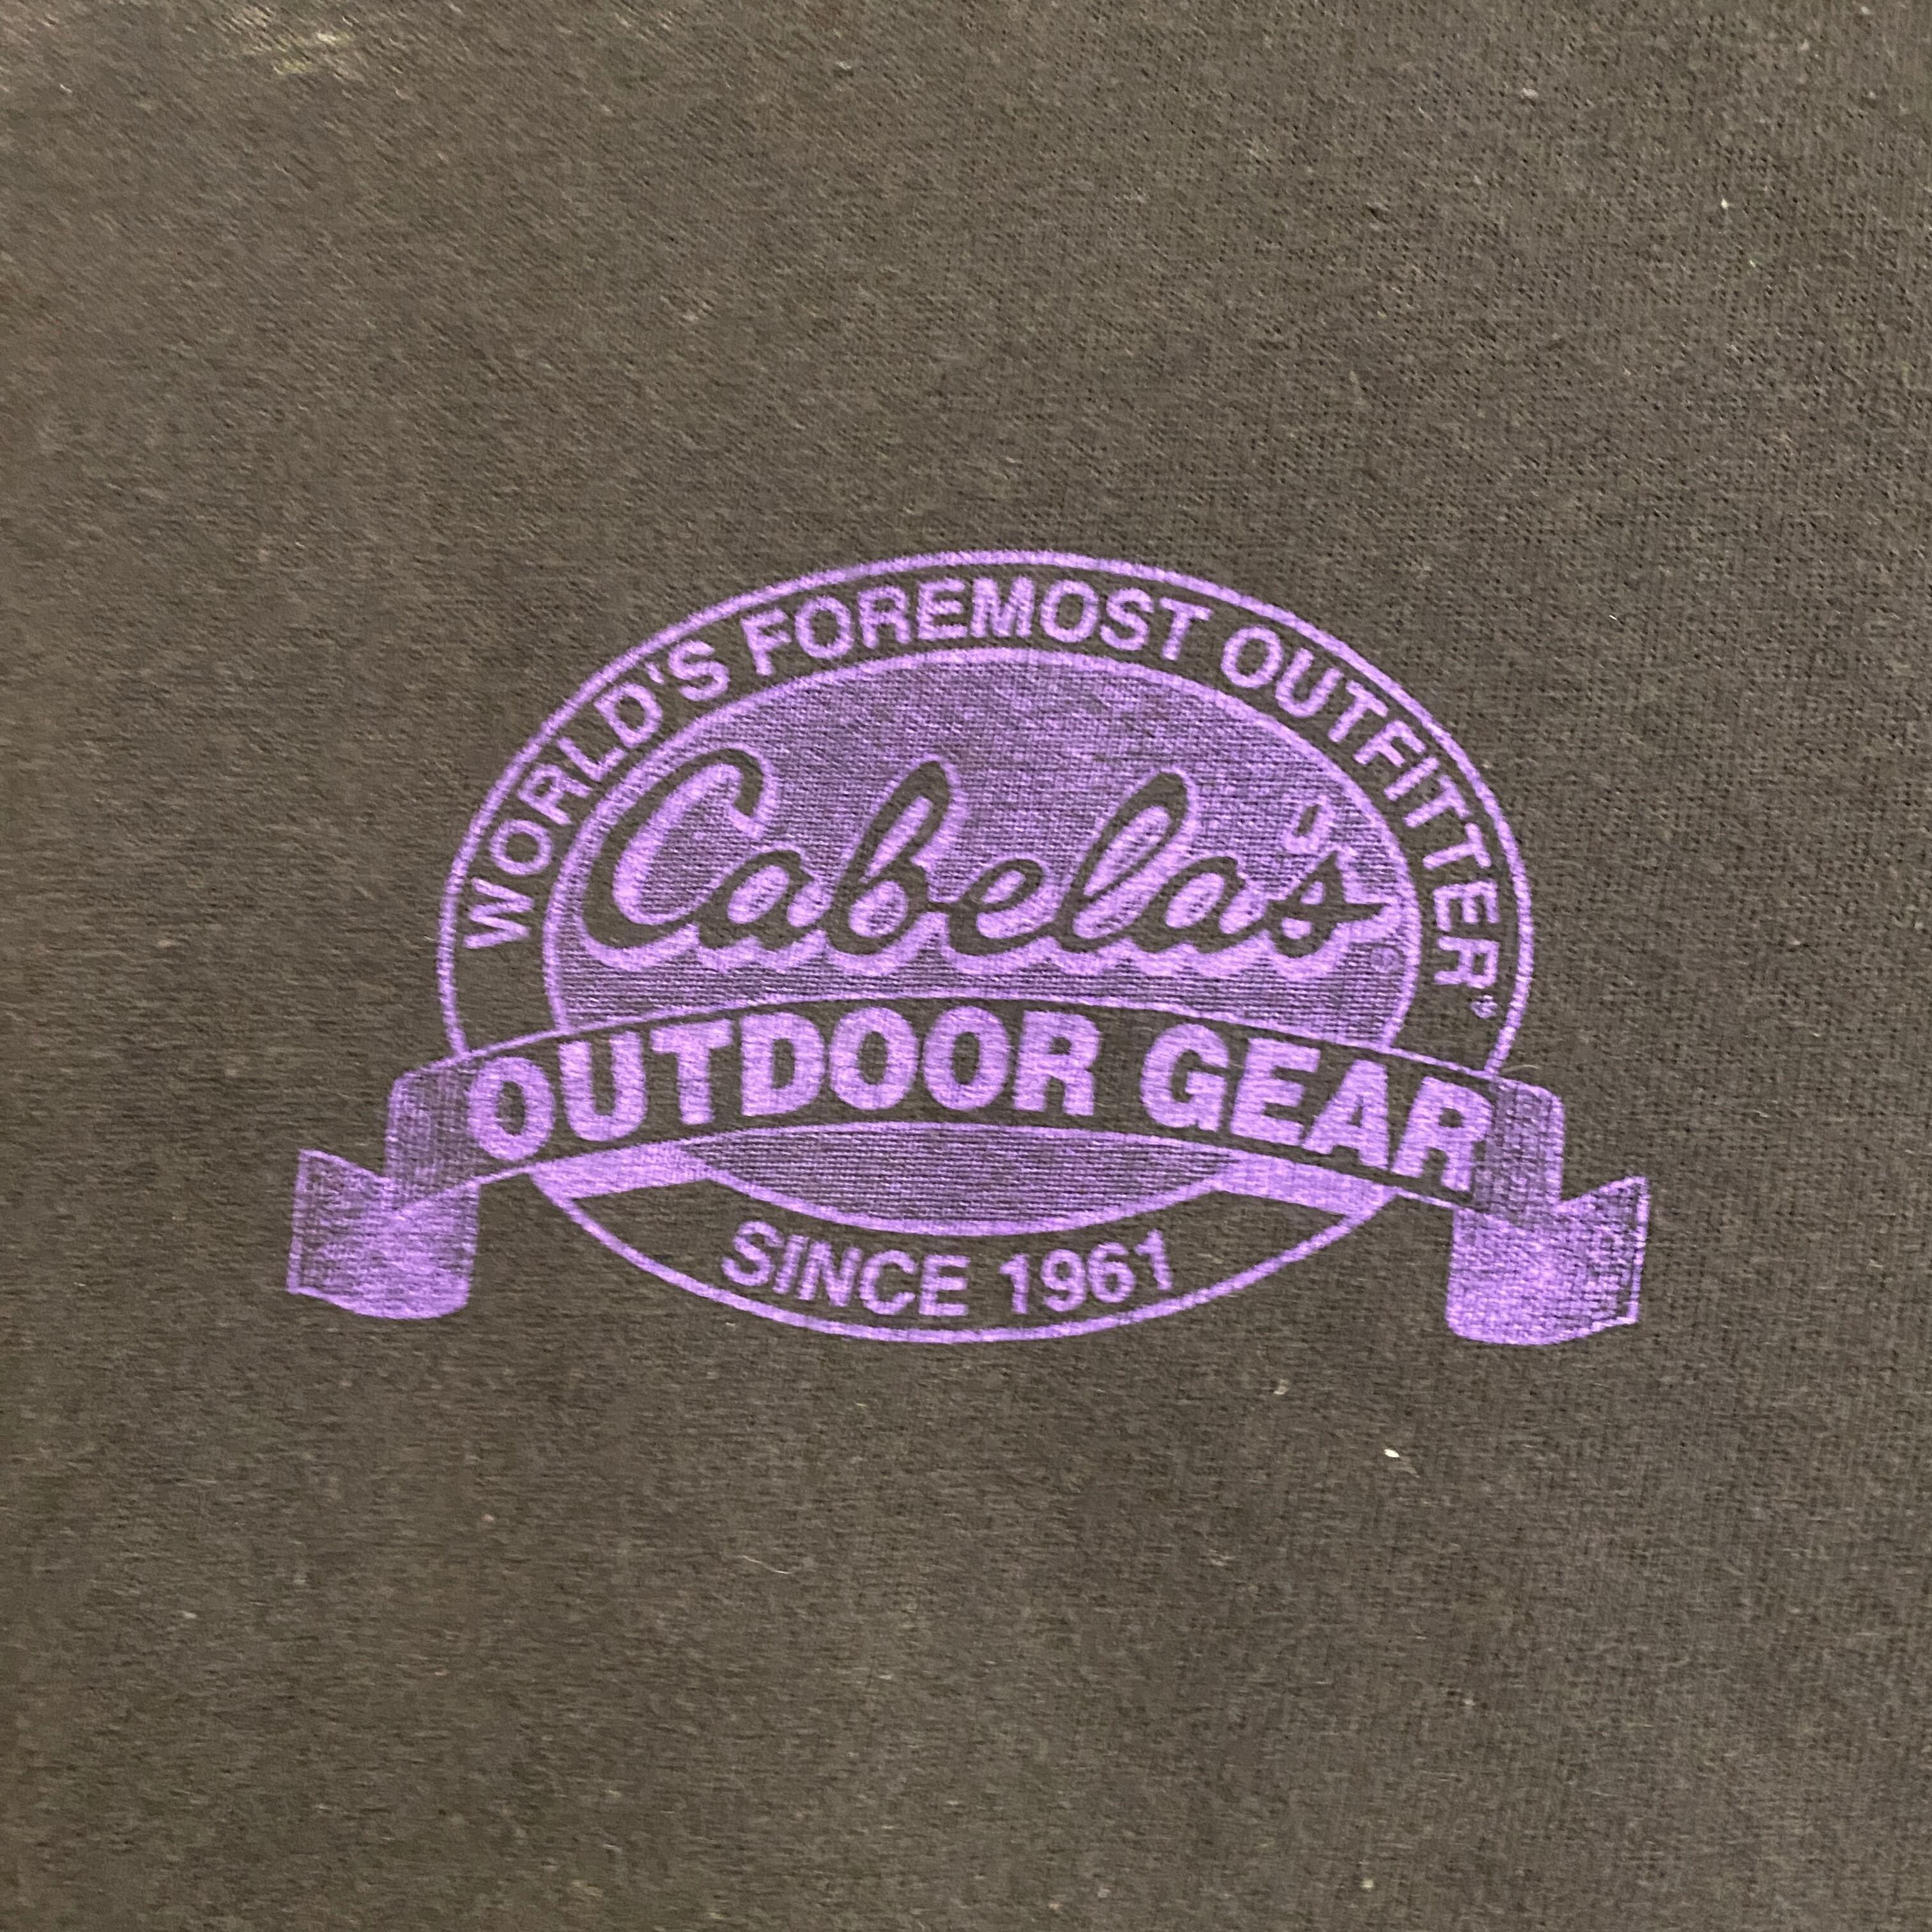 WORLD'S FOREMOST OUTFITTER®
Cabela's®
OUTDOOR GEAR
SINCE 1961